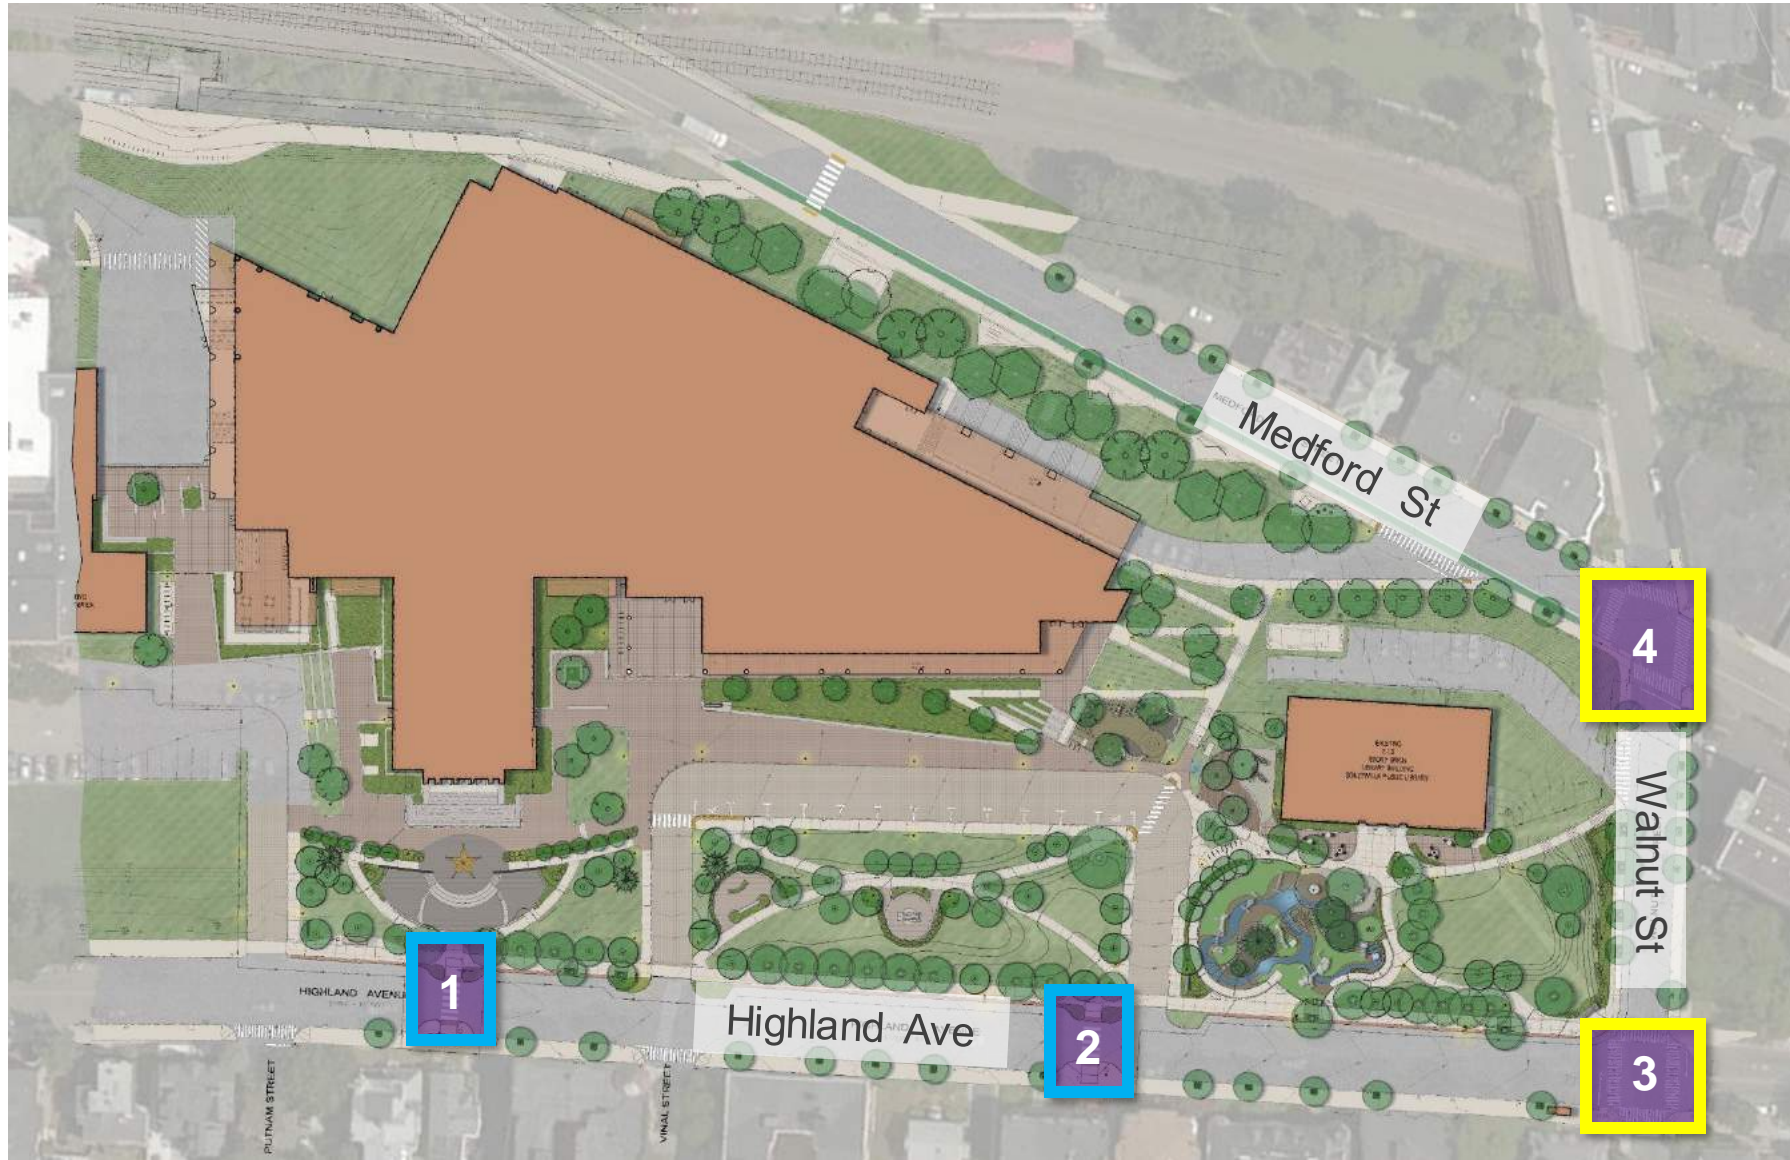 Medford St
4
Walnut St
HIGHLAND AVENUE
1
Highland Ave
2
3
PUTNAM STREET
VINAL STREET